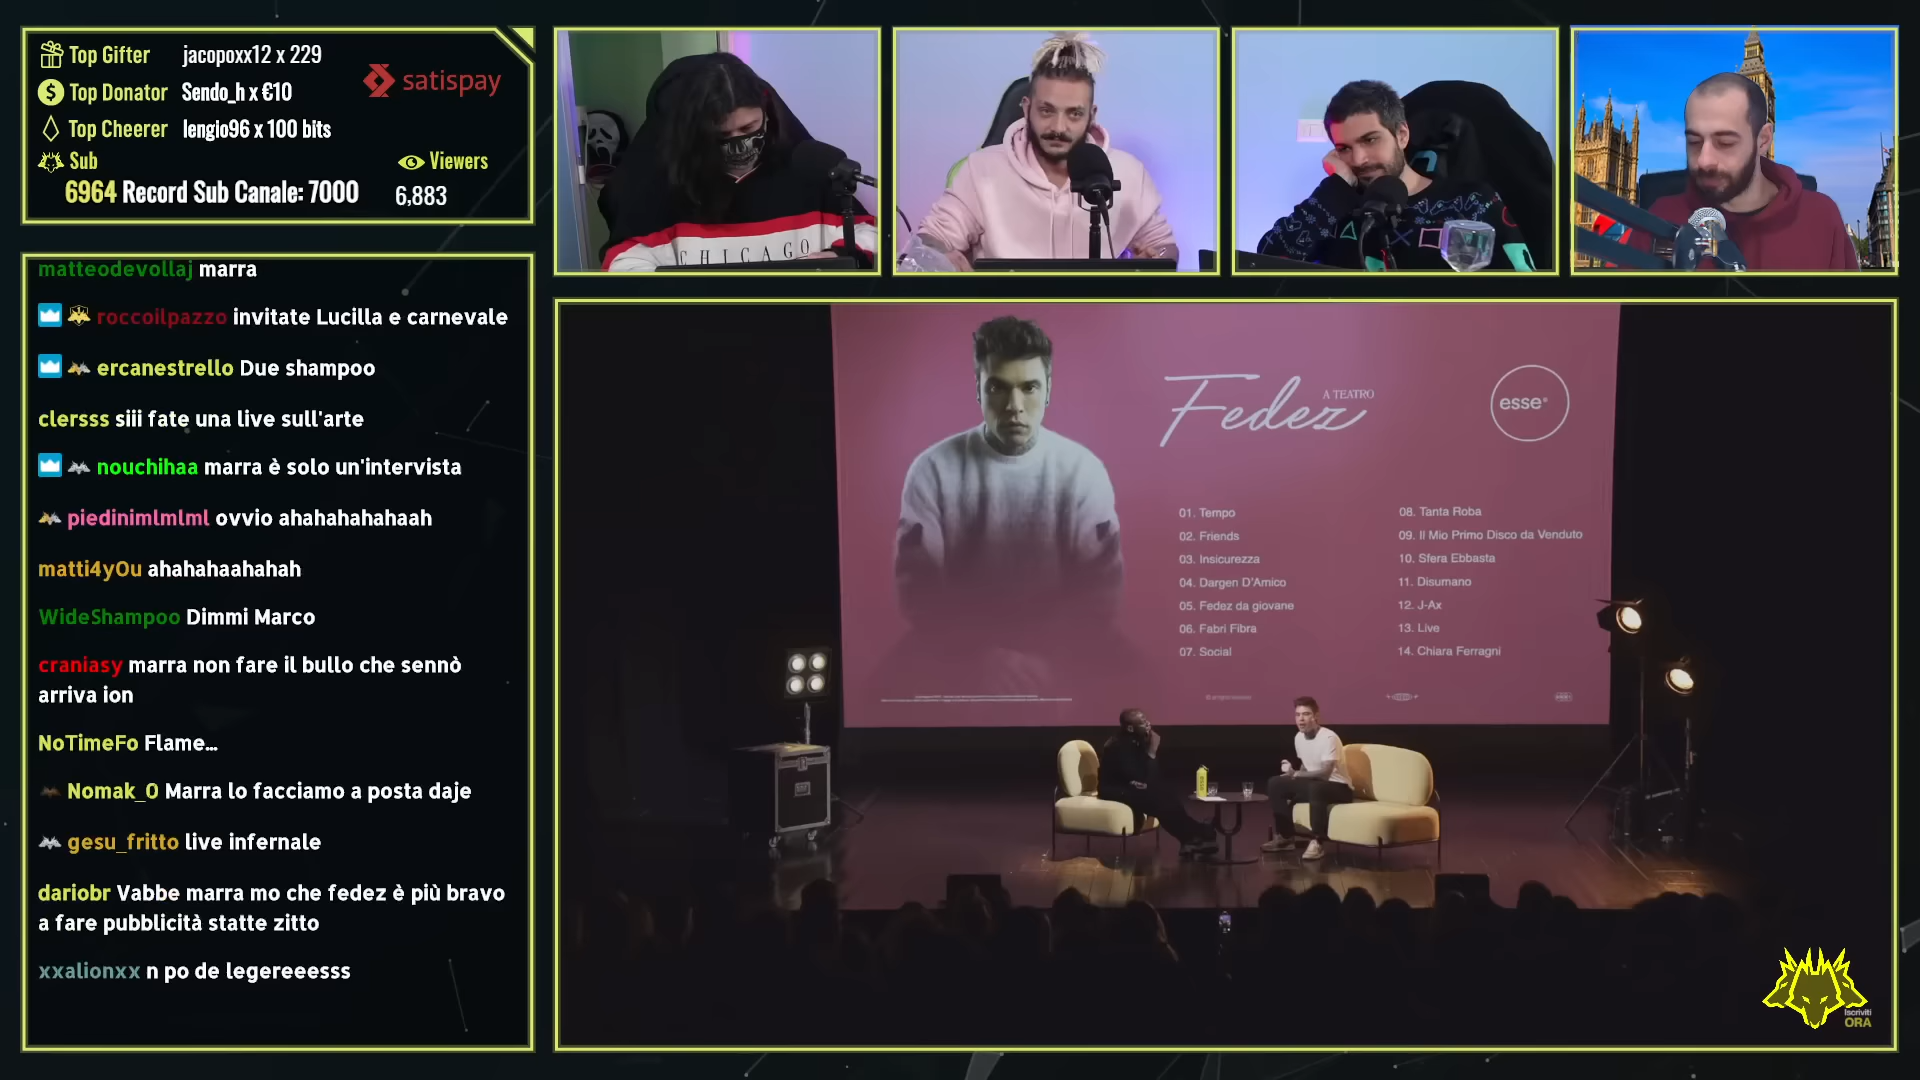 Top Gifter jacopoxx12 x 229
satispay
Top Donator Sendo_h x €10
Top Cheerer lengio96 x 100 bits
Sub
Viewers
6964 Record Sub Canale: 7000
6,883
matteodevollaj marra
roccoilpazzo invitate Lucilla e carnevale
ercanestrello Due shampoo
clersss siii fate una live sull'arte
nouchihaa marra è solo un'intervista
piedinimlmlml ovvio ahahahahahaah
matti4yOu ahahahaahahah
WideShampoo Dimmi Marco
craniasy marra non fare il bullo che sennò
arriva ion
NoTimeFo Flame...
Nomak_O Marra lo facciamo a posta daje
gesu_fritto live infernale
dariobr Vabbe marra mo che fedez è più bravo
a fare pubblicità statte zitto
xxalionxx n po de legereeesss
CHICAGO
Fedez
A TEATRO
esse
01. Tempo
02. Friends
03. Insicurezza
04. Dargen D'Amico
05. Fedez da giovane
06. Fabri Fibra
07. Social
08. Tanta Roba
09. Il Mio Primo Disco da Venduto
10. Sfera Ebbasta
11. Disumano
12. J-Ax
13. Live
14. Chiara Ferragni
Iscriviti
ORA